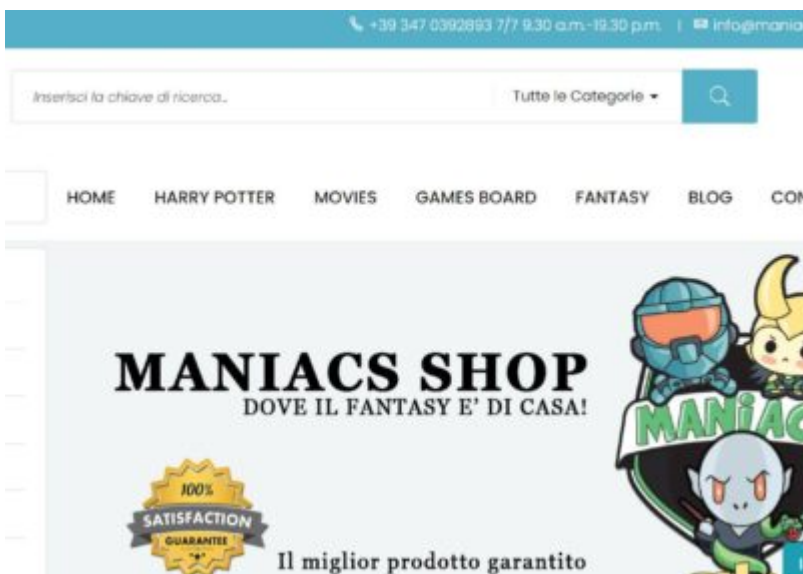 +39 347 0392893 7/7 9.30 a.m.-19.30 p.m. | info@mania
Inserisci la chiave di ricerca... Tutte le Categorie
HOME HARRY POTTER MOVIES GAMES BOARD FANTASY BLOG CON
MANIACS SHOP
DOVE IL FANTASY E' DI CASA!
MANiAC
100%
SATISFACTION
GUARANTEE
Il miglior prodotto garantito